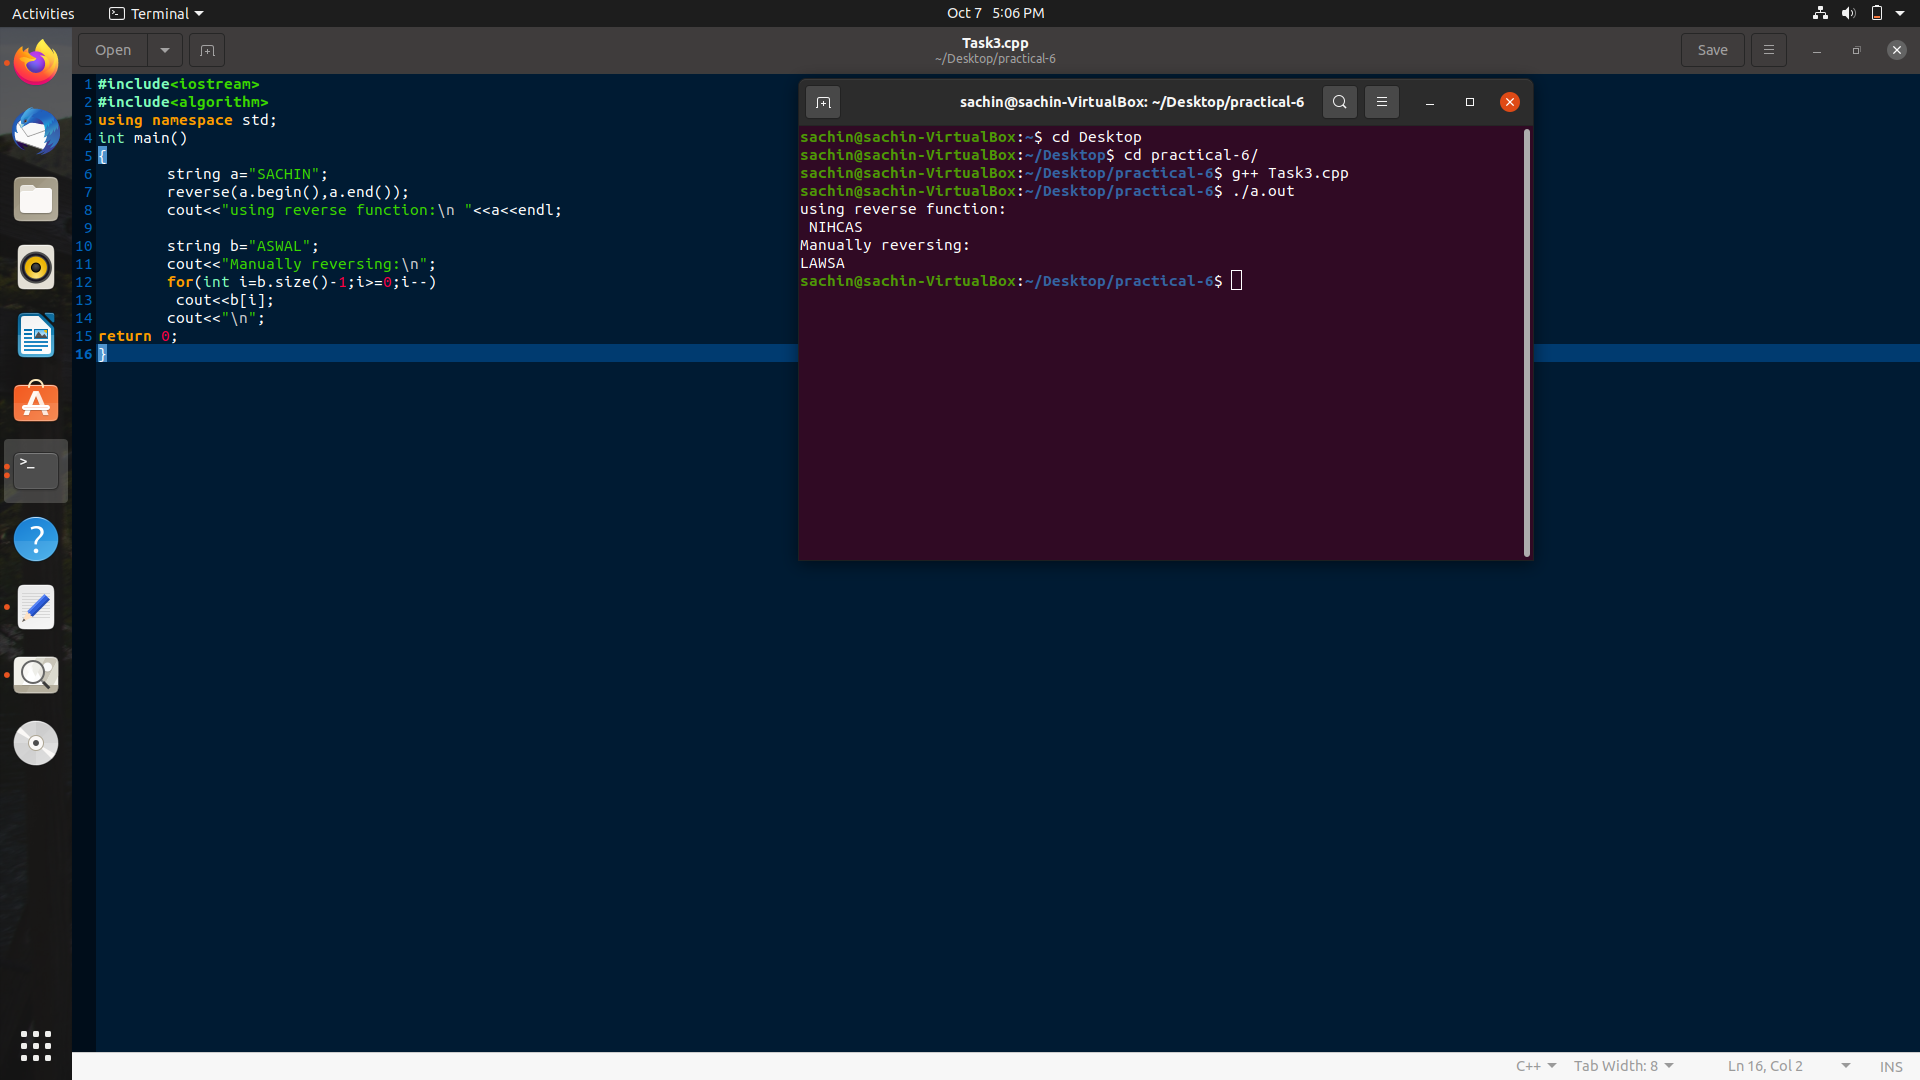 Activities
Terminal
Oct 7 5:06 PM
Open
Task3.cpp
~/Desktop/practical-6
Save
1 #include<iostream>
2 #include<algorithm>
3 using namespace std;
4 int main()
5 {
6 string a="SACHIN";
7 reverse(a.begin(),a.end());
8 cout<<"using reverse function:\n "<<a<<endl;
9
10 string b="ASWAL";
11 cout<<"Manually reversing:\n";
12 for(int i=b.size()-1;i>=0;i--)
13 cout<<b[i];
14 cout<<"\n";
15 return 0;
16 }
sachin@sachin-VirtualBox: ~/Desktop/practical-6
sachin@sachin-VirtualBox:~$ cd Desktop
sachin@sachin-VirtualBox:~/Desktop$ cd practical-6/
sachin@sachin-VirtualBox:~/Desktop/practical-6$ g++ Task3.cpp
sachin@sachin-VirtualBox:~/Desktop/practical-6$ ./a.out
using reverse function:
 NIHCAS
Manually reversing:
LAWSA
sachin@sachin-VirtualBox:~/Desktop/practical-6$
C++
Tab Width: 8
Ln 16, Col 2
INS